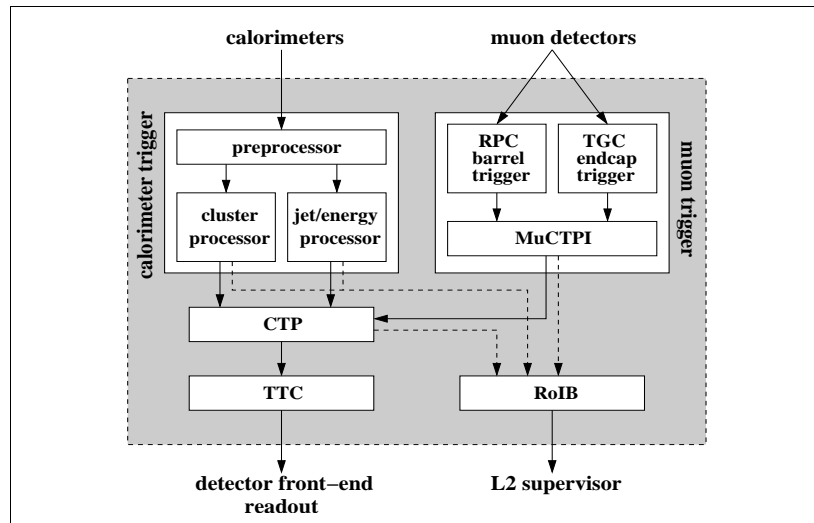 calorimeters
muon detectors
calorimeter trigger
preprocessor
cluster
processor
jet/energy
processor
RPC
barrel
trigger
TGC
endcap
trigger
MuCTPI
muon trigger
CTP
TTC
RoIB
detector front−end
readout
L2 supervisor